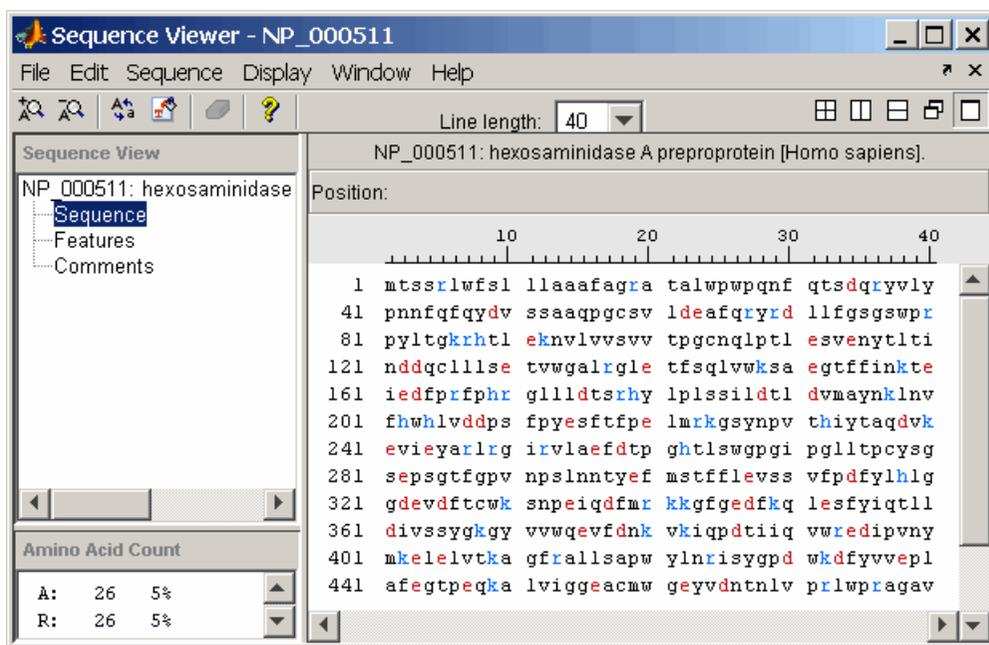 Sequence Viewer - NP_000511
File Edit Sequence Display Window Help
Line length: 40
Sequence View
NP_000511: hexosaminidase
Sequence
Features
Comments
Amino Acid Count
A: 26 5%
R: 26 5%
NP_000511: hexosaminidase A preproprotein [Homo sapiens].
Position:
10 20 30 40
1 mtssrlwfsl llaaafagra talwpwpqnf qtsdqryvly
41 pnnfqfqydv ssaaqpgcsv ldeafqryrd llfgsgswpr
81 pyltgkrhtl eknvlvvsvv tpgcnqlptl esvenytlti
121 nddqclllse tvwgalrgle tfsqlvwksa egtffinkte
161 iedfprfphr gllldtsrhy lplssildtl dvmaynklnv
201 fhwhlvddps fpyesftfpe lmrkgsynpv thiytaqdvk
241 evieyarlrg irvlaefdtp ghtlswgpgi pglltpcysg
281 sepsgtfgpv npslnntyef mstfflevss vfpdfylhlg
321 gdevdftcwk snpeiqdfmr kkgfgedfkq lesfyiqtll
361 divssygkgy vvwqevfdnk vkiqpdtiiq vwredipvny
401 mkelelvtka gfrallsapw ylnrisygpd wkdfyvvepl
441 afegtpeqka lviggeacmw geyvdntnlv prlwpragav